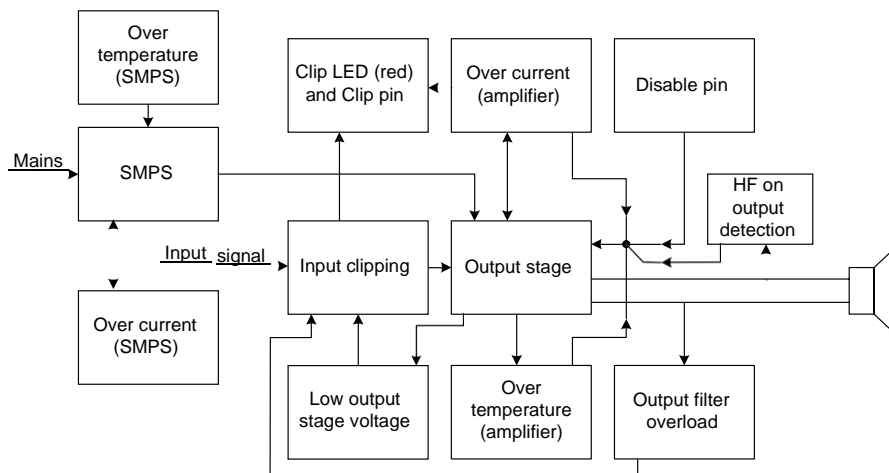 Over
temperature
(SMPS)
Clip LED (red)
and Clip pin
Over current
(amplifier)
Disable pin
Mains
SMPS
HF on
output
detection
Input signal
Input clipping
Output stage
Over current
(SMPS)
Low output
stage voltage
Over
temperature
(amplifier)
Output filter
overload